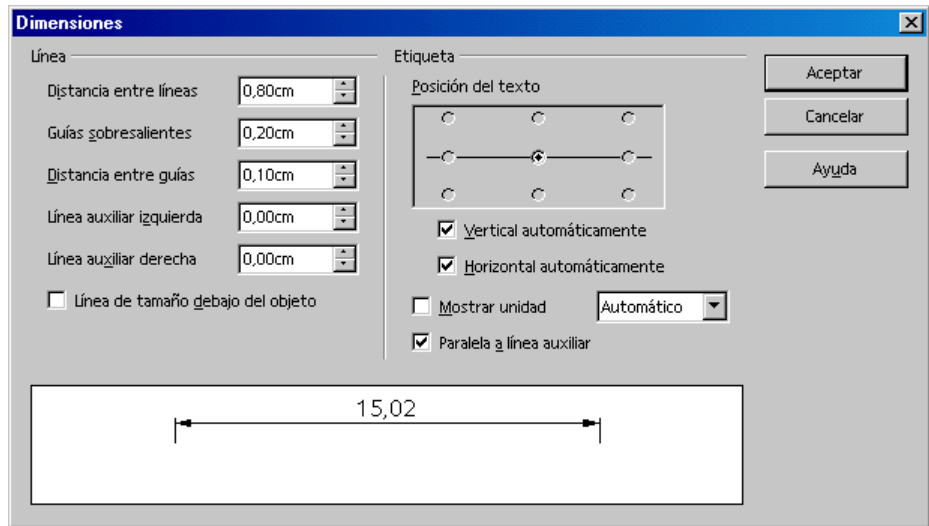 Dimensiones
Línea
Distancia entre líneas 0,80cm
Guías sobresalientes 0,20cm
Distancia entre guías 0,10cm
Línea auxiliar izquierda 0,00cm
Línea auxiliar derecha 0,00cm
Línea de tamaño debajo del objeto
Etiqueta
Posición del texto
Vertical automáticamente
Horizontal automáticamente
Mostrar unidad Automático
Paralela a línea auxiliar
Aceptar
Cancelar
Ayuda
15,02